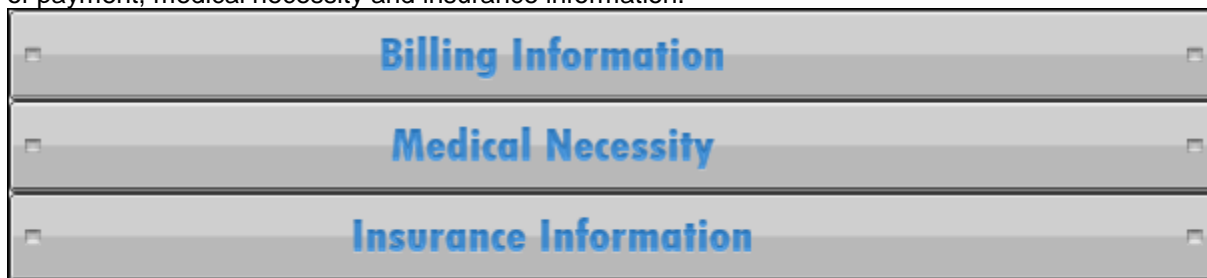 of payment, medical necessity and insurance information.
Billing Information
Medical Necessity
Insurance Information